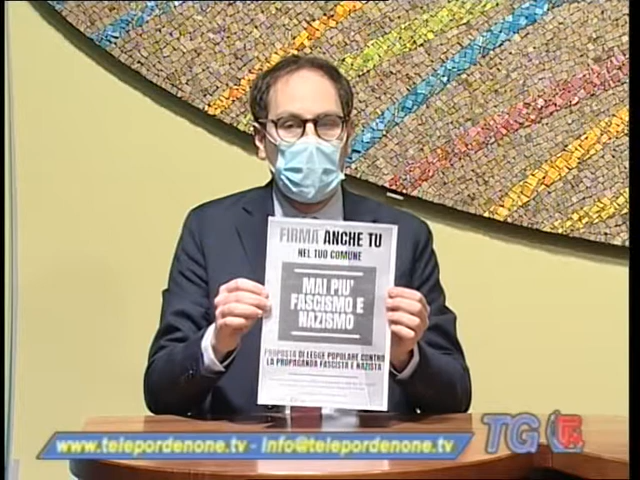 FIRMA ANCHE TU
NEL TUO COMUNE
MAI PIU'
FASCISMO E
NAZISMO
PROPOSTA DI LEGGE POPOLARE CONTRO
LA PROPAGANDA FASCISTA E NAZISTA
www.telepordenone.tv - info@telepordenone.tv
TG